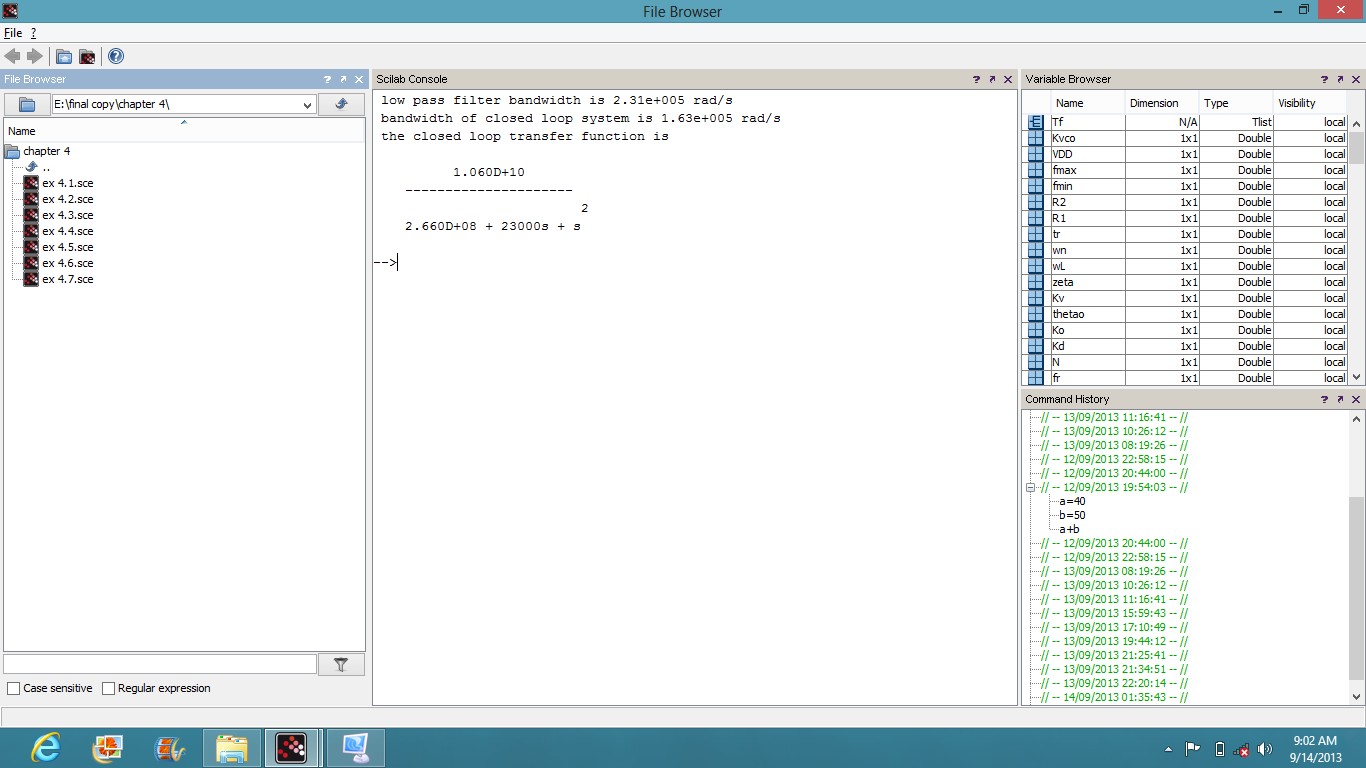 File Browser
File ?
File Browser ?
E:\final copy\chapter 4\
Name
chapter 4
..
ex 4.1.sce
ex 4.2.sce
ex 4.3.sce
ex 4.4.sce
ex 4.5.sce
ex 4.6.sce
ex 4.7.sce
Case sensitive Regular expression
Scilab Console ?
low pass filter bandwidth is 2.31e+005 rad/s
bandwidth of closed loop system is 1.63e+005 rad/s
the closed loop transfer function is
1.060D+10
---------------------
2
2.660D+08 + 23000s + s
-->
Variable Browser ?
Name Dimension Type Visibility
Tf N/A Tlist local
Kvco 1x1 Double local
VDD 1x1 Double local
fmax 1x1 Double local
fmin 1x1 Double local
R2 1x1 Double local
R1 1x1 Double local
tr 1x1 Double local
wn 1x1 Double local
wL 1x1 Double local
zeta 1x1 Double local
Kv 1x1 Double local
thetao 1x1 Double local
Ko 1x1 Double local
Kd 1x1 Double local
N 1x1 Double local
fr 1x1 Double local
Command History ?
// -- 13/09/2013 11:16:41 -- //
// -- 13/09/2013 10:26:12 -- //
// -- 13/09/2013 08:19:26 -- //
// -- 12/09/2013 22:58:15 -- //
// -- 12/09/2013 20:44:00 -- //
// -- 12/09/2013 19:54:03 -- //
a=40
b=50
a+b
// -- 12/09/2013 20:44:00 -- //
// -- 12/09/2013 22:58:15 -- //
// -- 13/09/2013 08:19:26 -- //
// -- 13/09/2013 10:26:12 -- //
// -- 13/09/2013 11:16:41 -- //
// -- 13/09/2013 15:59:43 -- //
// -- 13/09/2013 17:10:49 -- //
// -- 13/09/2013 19:44:12 -- //
// -- 13/09/2013 21:25:41 -- //
// -- 13/09/2013 21:34:51 -- //
// -- 13/09/2013 22:20:14 -- //
// -- 14/09/2013 01:35:43 -- //
9:02 AM
9/14/2013